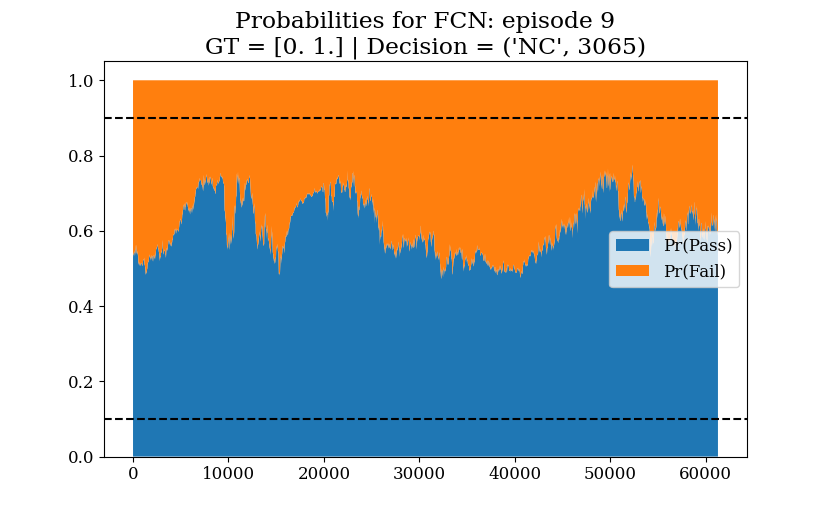 Probabilities for FCN: episode 9
GT = [0. 1.] | Decision = ('NC', 3065)
1.0
0.8
0.6
0.4
0.2
0.0
Pr(Pass)
Pr(Fail)
0 10000 20000 30000 40000 50000 60000